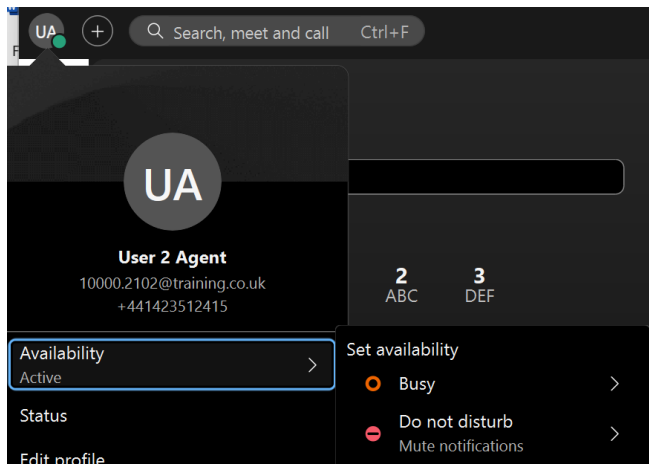 UA
Search, meet and call Ctrl+F
F
UA
User 2 Agent
10000.2102@training.co.uk
+441423512415
2 3
ABC DEF
Availability
Active
Set availability
Busy
Status
Do not disturb
Mute notifications
Edit profile